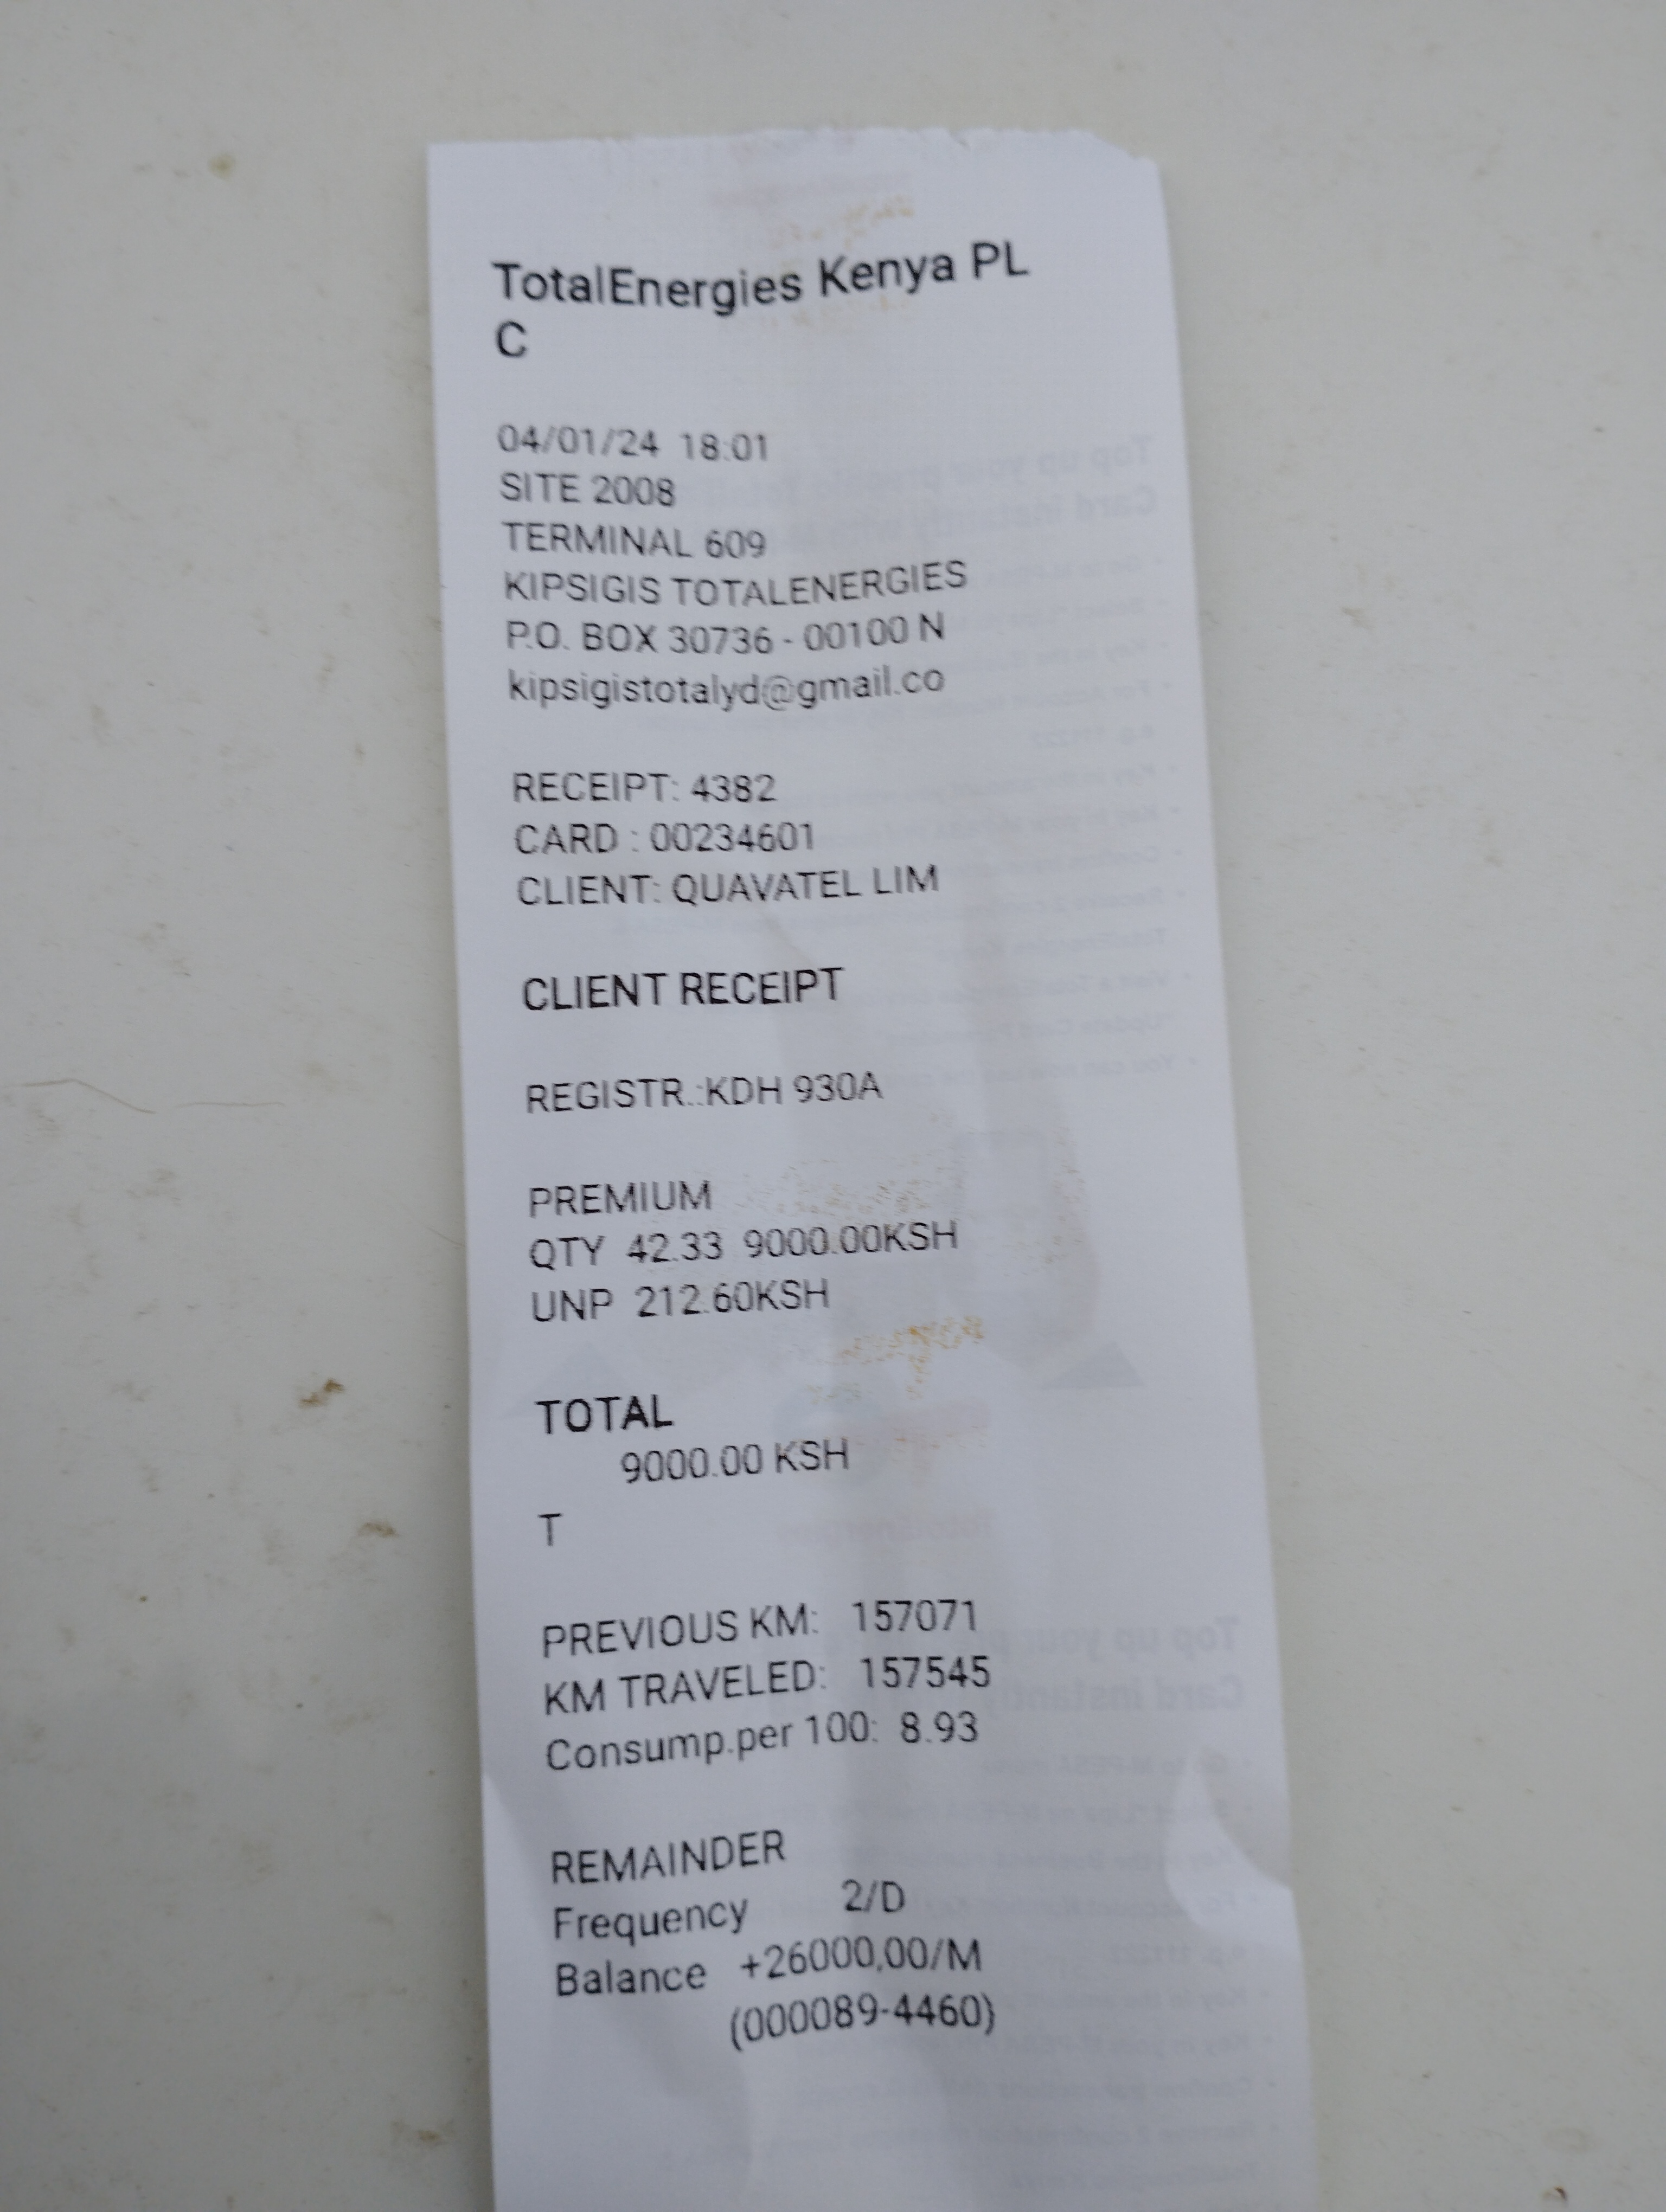 TotalEnergies Kenya PL
C
04/01/24 18:01
SITE 2008
TERMINAL 609
KIPSIGIS TOTALENERGIES
P.O. BOX 30736 - 00100 N
kipsigistotalyd@gmail.co
RECEIPT: 4382
CARD : 00234601
CLIENT: QUAVATEL LIM
CLIENT RECEIPT
REGISTR.:KDH 930A
PREMIUM
QTY 42.33 9000.00KSH
UNP 212.60KSH
TOTAL
9000.00 KSH
T
PREVIOUS KM: 157071
KM TRAVELED: 157545
Consump.per 100: 8.93
REMAINDER
Frequency 2/D
Balance +26000,00/M
(000089-4460)